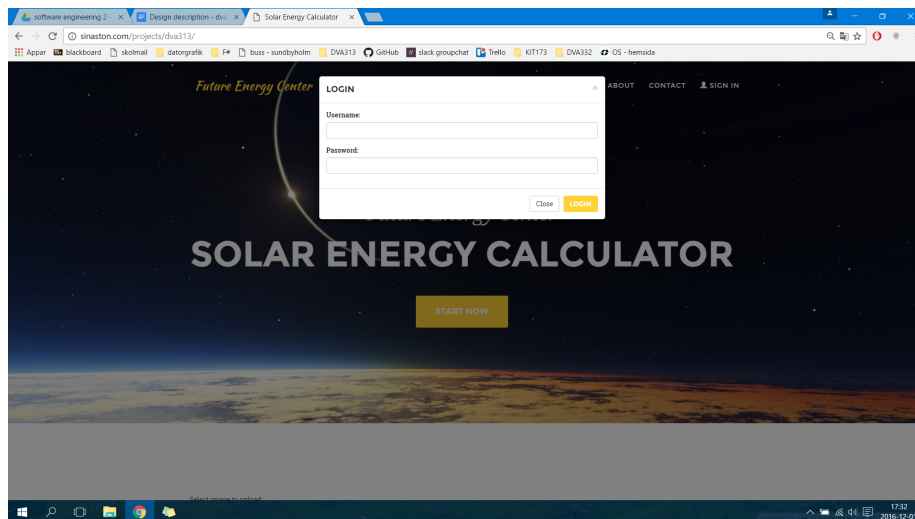 software engineering 2 -
Design description - dva
Solar Energy Calculator
sinaston.com/projects/dva313/
Appar blackboard skolmail datorgrafik F# buss - sundbyholm DVA313 GitHub slack groupchat Trello KIT173 DVA332 OS - hemsida
Future Energy Center
ABOUT CONTACT SIGN IN
LOGIN
×
Username:
Password:
Close LOGIN
SOLAR ENERGY CALCULATOR
START NOW
Select image to upload:
17:32